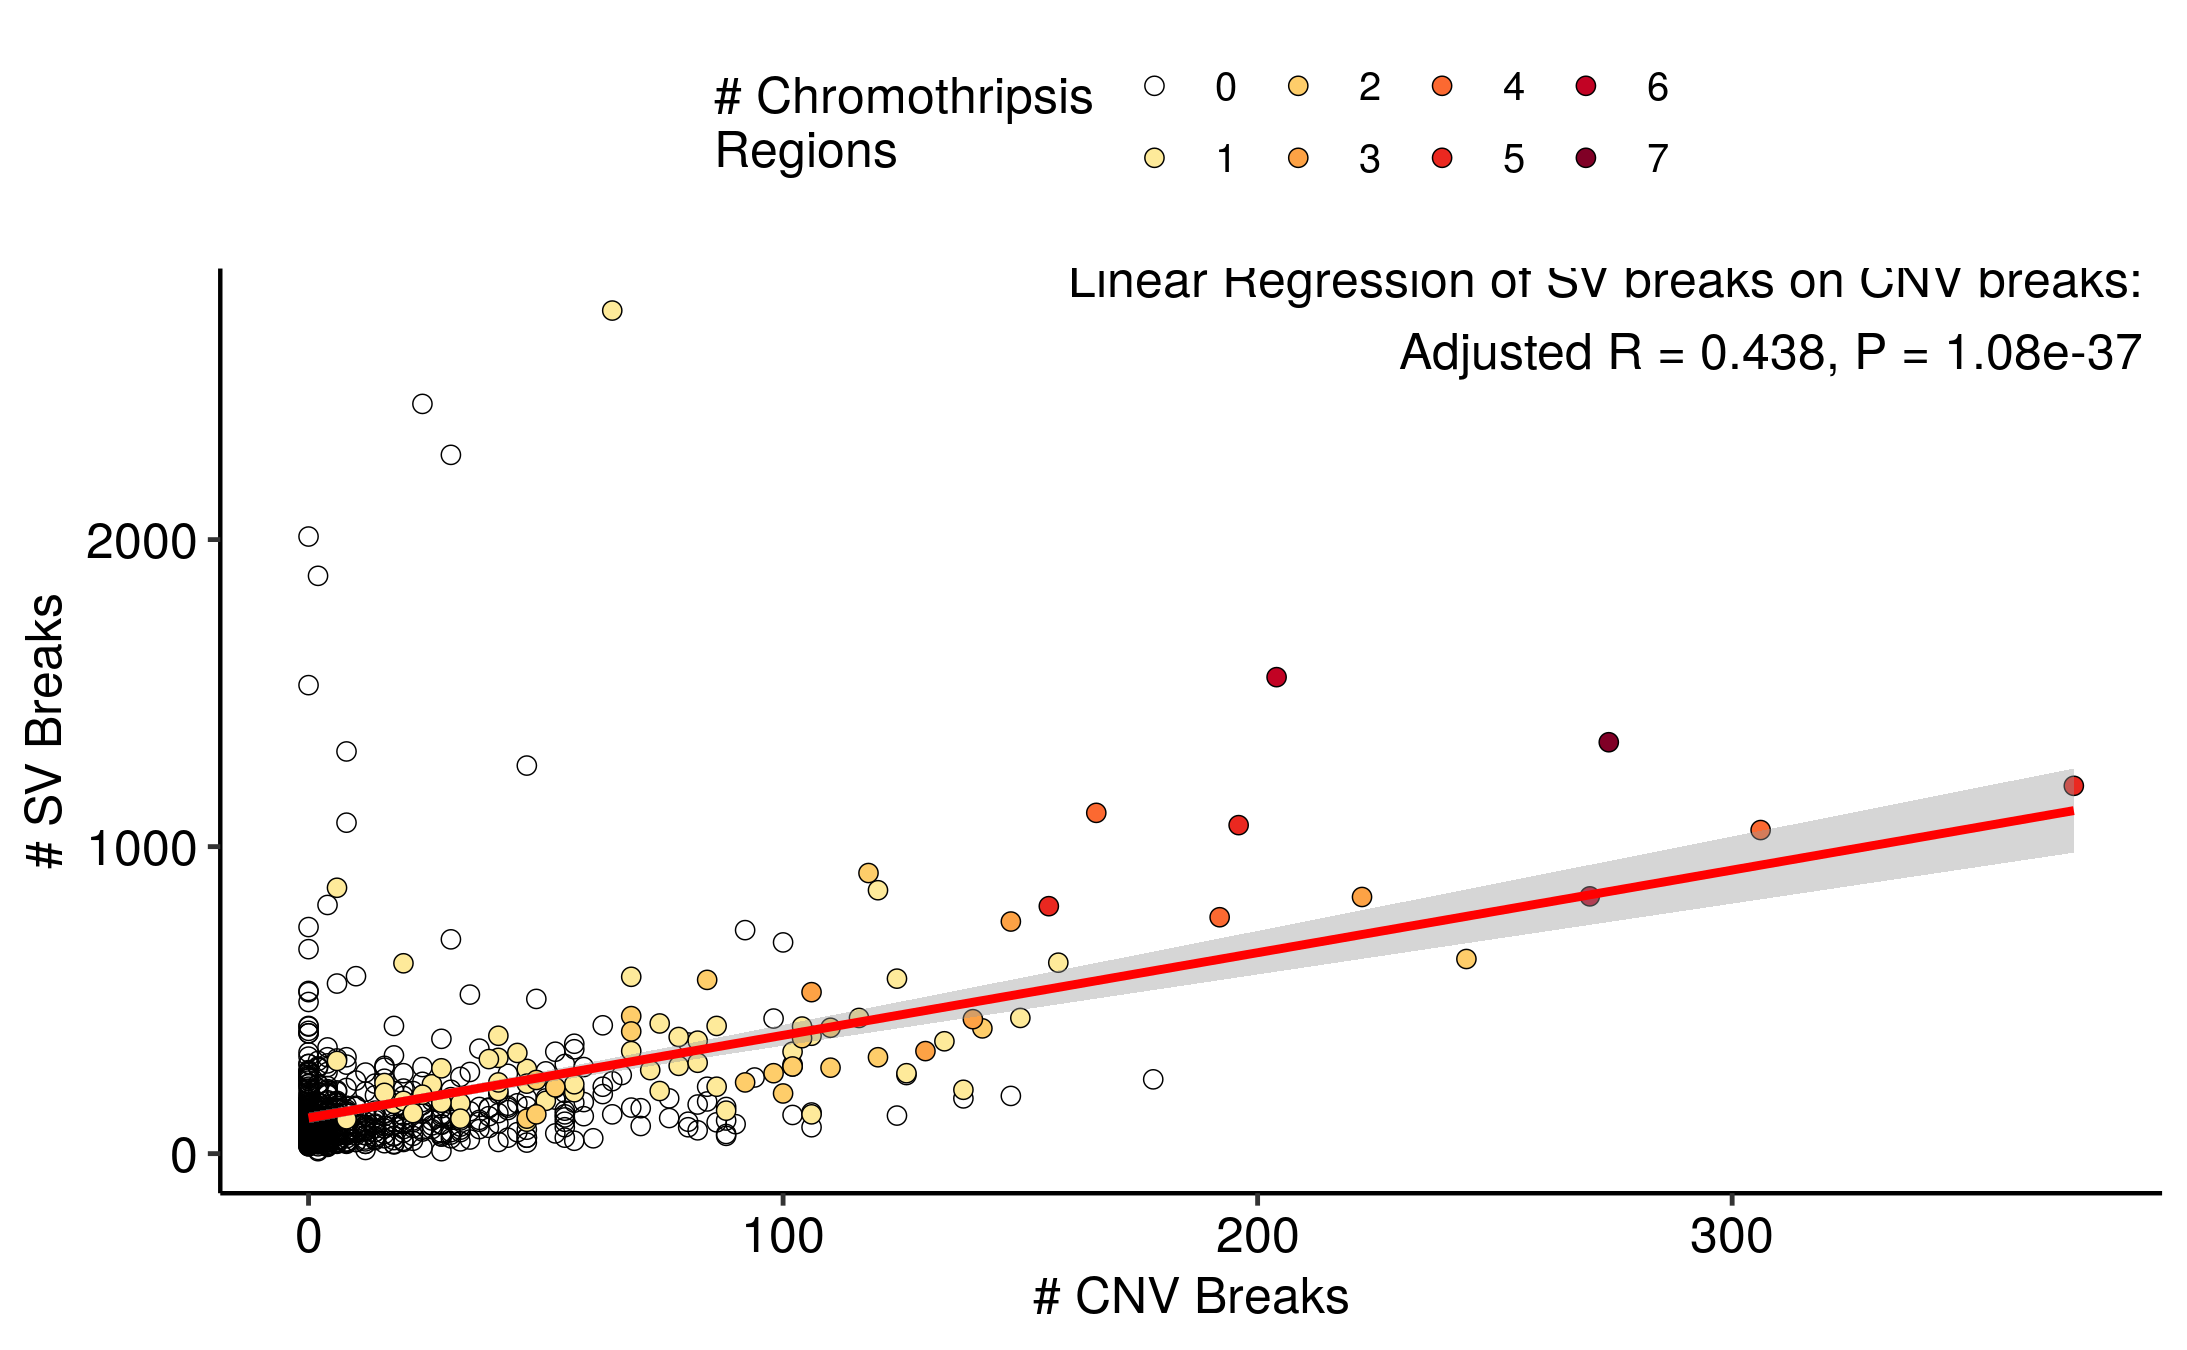 # Chromothripsis
Regions
0 2 4 6
1 3 5 7
Linear Regression of SV breaks on CNV breaks:
Adjusted R = 0.438, P = 1.08e-37
# SV Breaks
2000
1000
0
0 100 200 300
# CNV Breaks